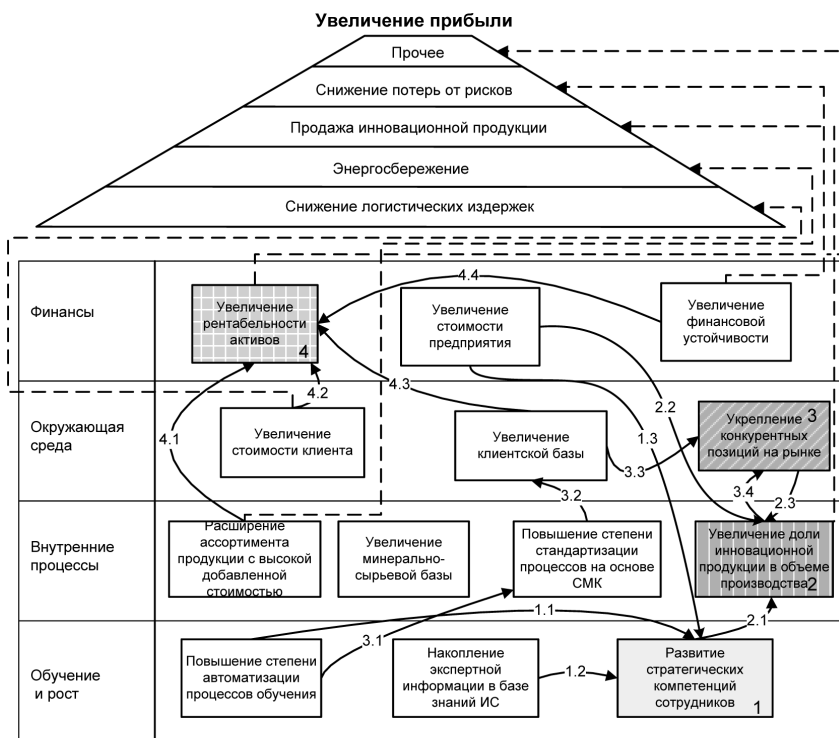 Увеличение прибыли
Прочее
Снижение потерь от рисков
Продажа инновационной продукции
Энергосбережение
Снижение логистических издержек
Финансы
Увеличение
рентабельности
активов
4
Увеличение
стоимости
предприятия
4.4
Увеличение
финансовой
устойчивости
Окружающая
среда
4.1
4.2
4.3
Увеличение
стоимости клиента
Увеличение
клиентской базы
1.3
2.2
3.3
Укрепление 3
конкурентных
позиций на рынке
3.4
2.3
3.2
Внутренние
процессы
Расширение
ассортимента
продукции с высокой
добавленной
стоимостью
Увеличение
минерально-
сырьевой базы
Повышение степени
стандартизации
процессов на основе
СМК
Увеличение доли
инновационной
продукции в объеме
производства2
1.1
3.1
2.1
Обучение
и рост
Повышение степени
автоматизации
процессов обучения
Накопление
экспертной
информации в базе
знаний ИС
1.2
Развитие
стратегических
компетенций
сотрудников
1